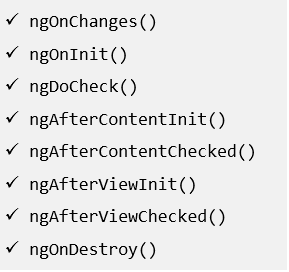 ✓ ngOnChanges()
✓ ngOnInit()
✓ ngDoCheck()
✓ ngAfterContentInit()
✓ ngAfterContentChecked()
✓ ngAfterViewInit()
✓ ngAfterViewChecked()
✓ ngOnDestroy()